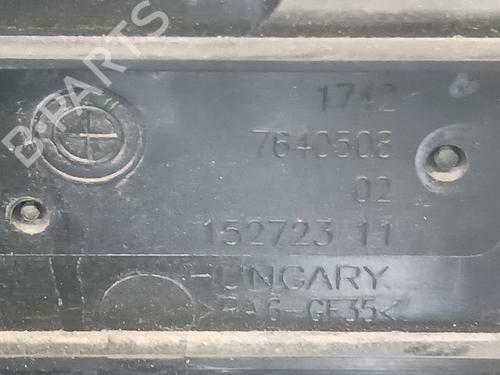 B-PARTS
1742
7640508
02
152723 11
HUNGARY
>PA6-GF35<